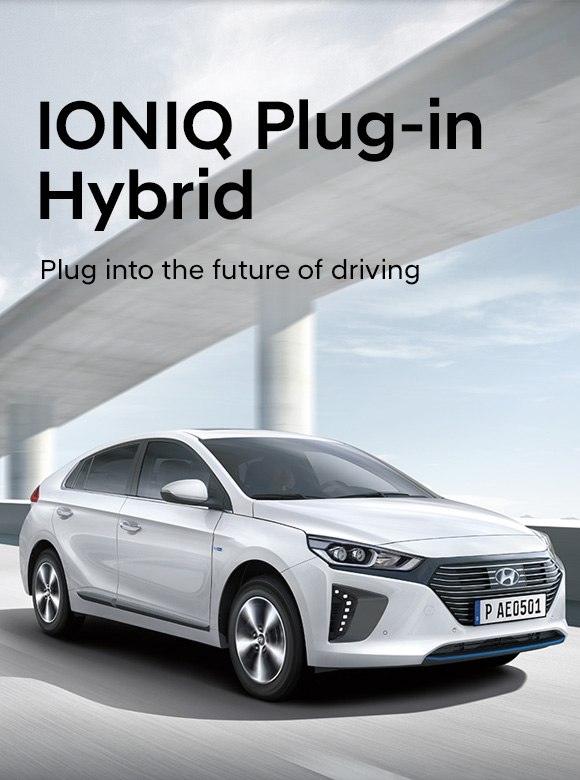 IONIQ Plug-in
Hybrid
Plug into the future of driving
P AE0501